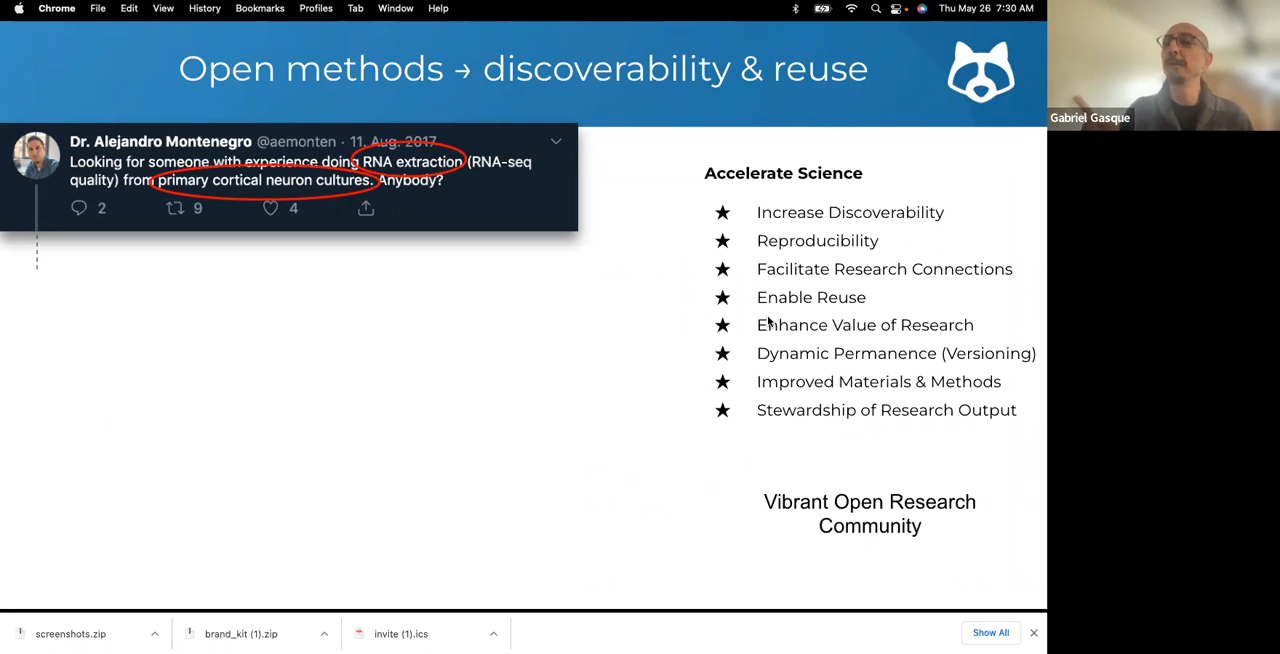 Chrome File Edit View History Bookmarks Profiles Tab Window Help Thu May 26 7:30 AM
Open methods → discoverability & reuse
Gabriel Gasque
Dr. Alejandro Montenegro @aemonten · 11. Aug. 2017
Looking for someone with experience doing RNA extraction (RNA-seq
quality) from primary cortical neuron cultures. Anybody?
2 9 4
Accelerate Science
★ Increase Discoverability
★ Reproducibility
★ Facilitate Research Connections
★ Enable Reuse
★ Enhance Value of Research
★ Dynamic Permanence (Versioning)
★ Improved Materials & Methods
★ Stewardship of Research Output
Vibrant Open Research
Community
screenshots.zip brand_kit (1).zip invite (1).ics Show All